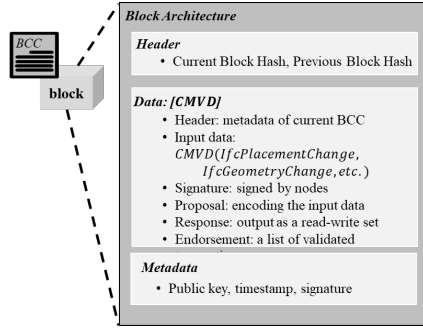 BCC
block
Block Architecture
Header
• Current Block Hash, Previous Block Hash
Data: [CMVD]
• Header: metadata of current BCC
• Input data:
CMVD(IfcPlacementChange,
IfcGeometryChange,etc.)
• Signature: signed by nodes
• Proposal: encoding the input data
• Response: output as a read-write set
• Endorsement: a list of validated
Metadata
• Public key, timestamp, signature